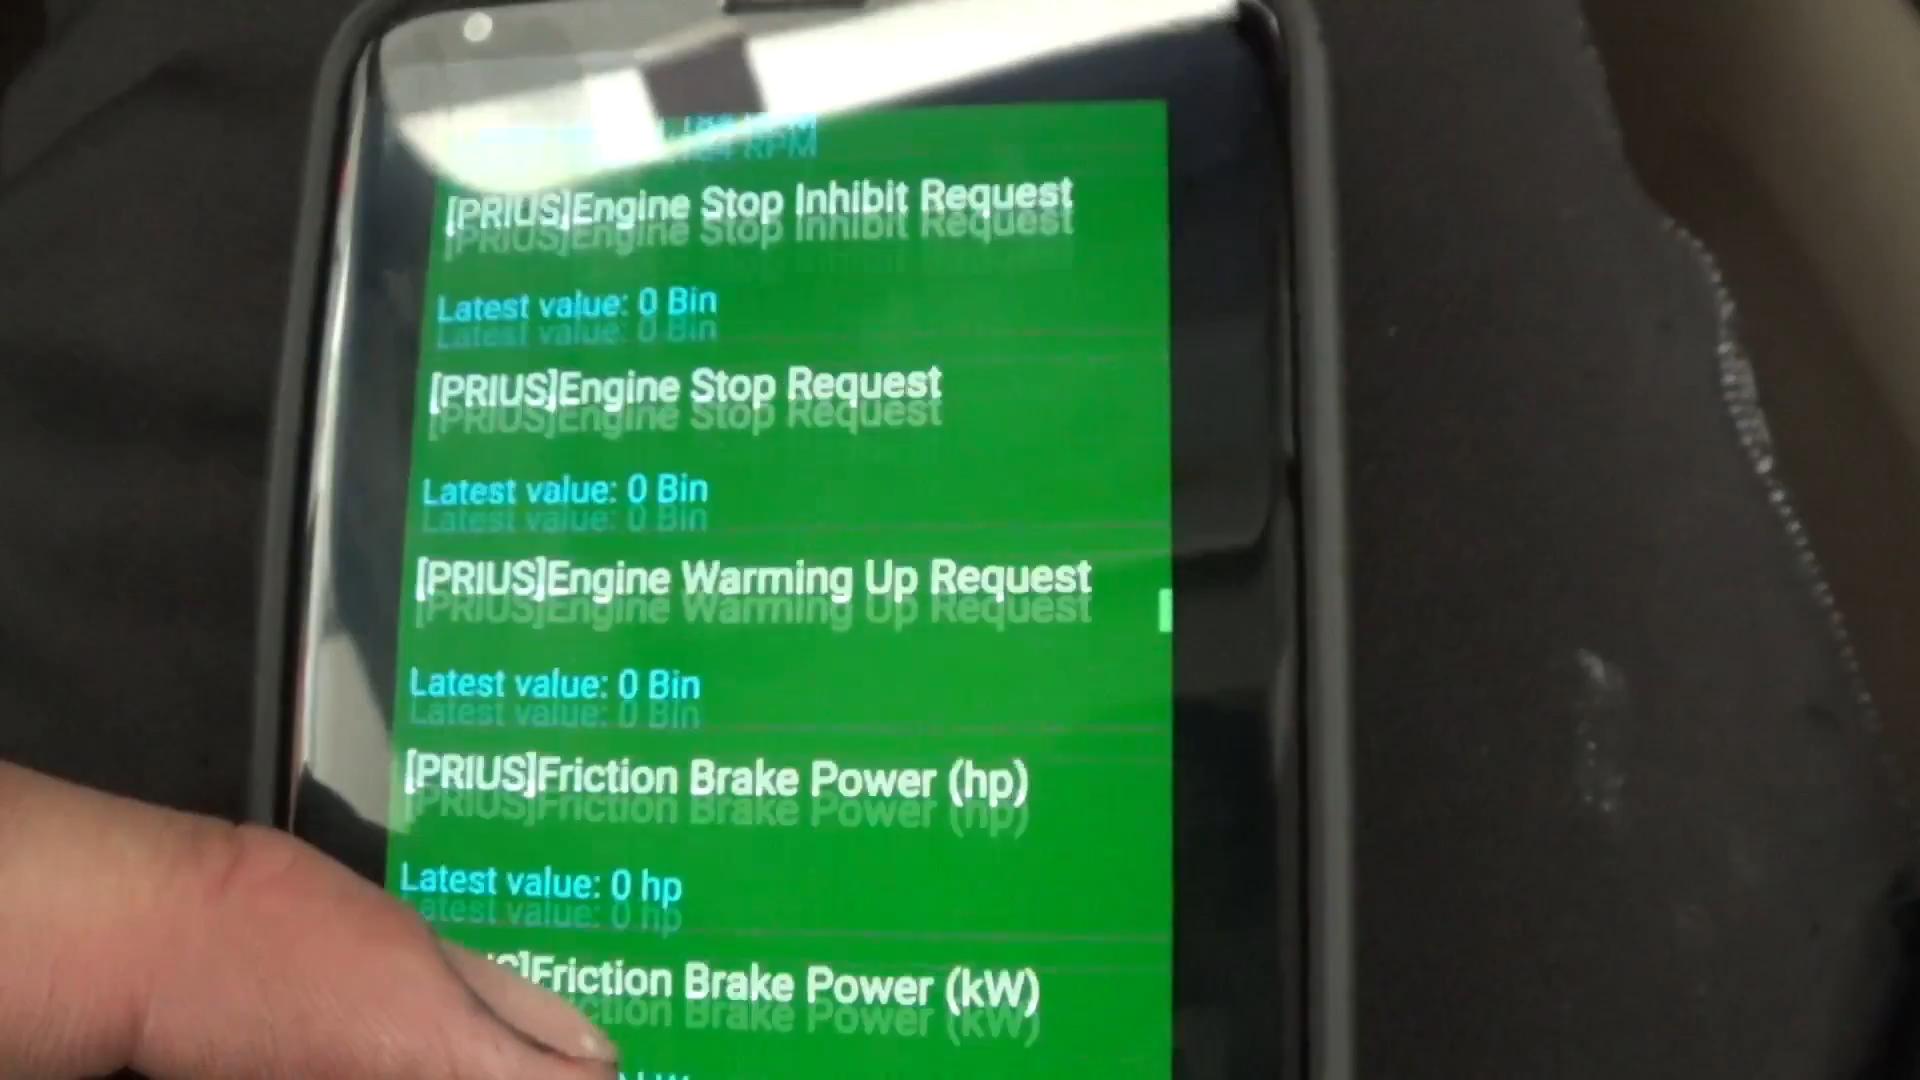 RPM
[PRIUS]Engine Stop Inhibit Request
Latest value: 0 Bin
[PRIUS]Engine Stop Request
Latest value: 0 Bin
[PRIUS]Engine Warming Up Request
Latest value: 0 Bin
[PRIUS]Friction Brake Power (hp)
Latest value: 0 hp
Friction Brake Power (kW)